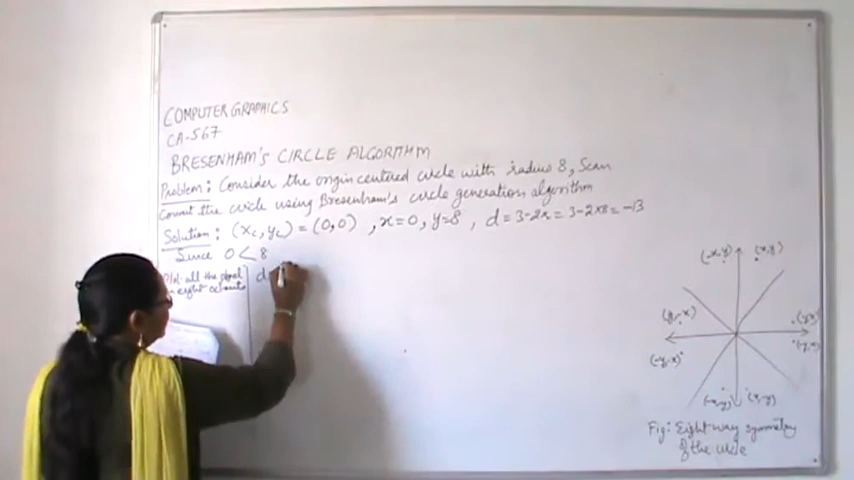 COMPUTER GRAPHICS
CA-567
BRESENHAM'S CIRCLE ALGORITHM
Problem: Consider the origin centered circle with radius 8, Scan
Convert the circle using Bresenham's circle generation algorithm
Solution: (xc, yc) = (0,0) , x=0, y=8 , d = 3-2r = 3-2x8 = -13
Since 0 < 8
Plot all the pixel
in eight octants
d
(-x,y)
(x,y)
(-y,-x)
(-x,-y)
(x,-y)
Fig: Eight way symmetry
of the circle